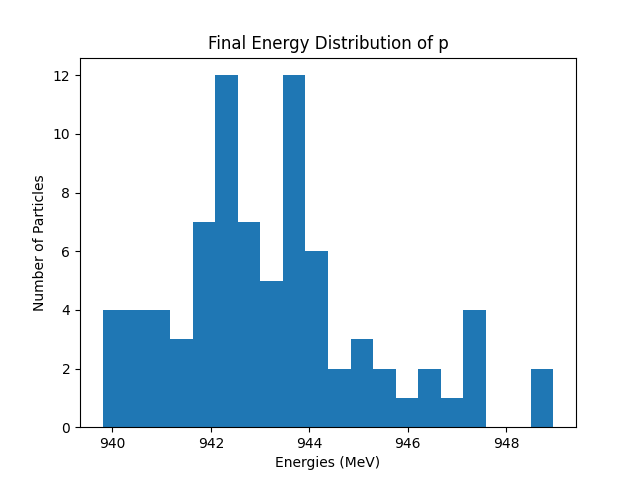 Final Energy Distribution of p
12
10
8
6
4
2
0
Number of Particles
940 942 944 946 948
Energies (MeV)